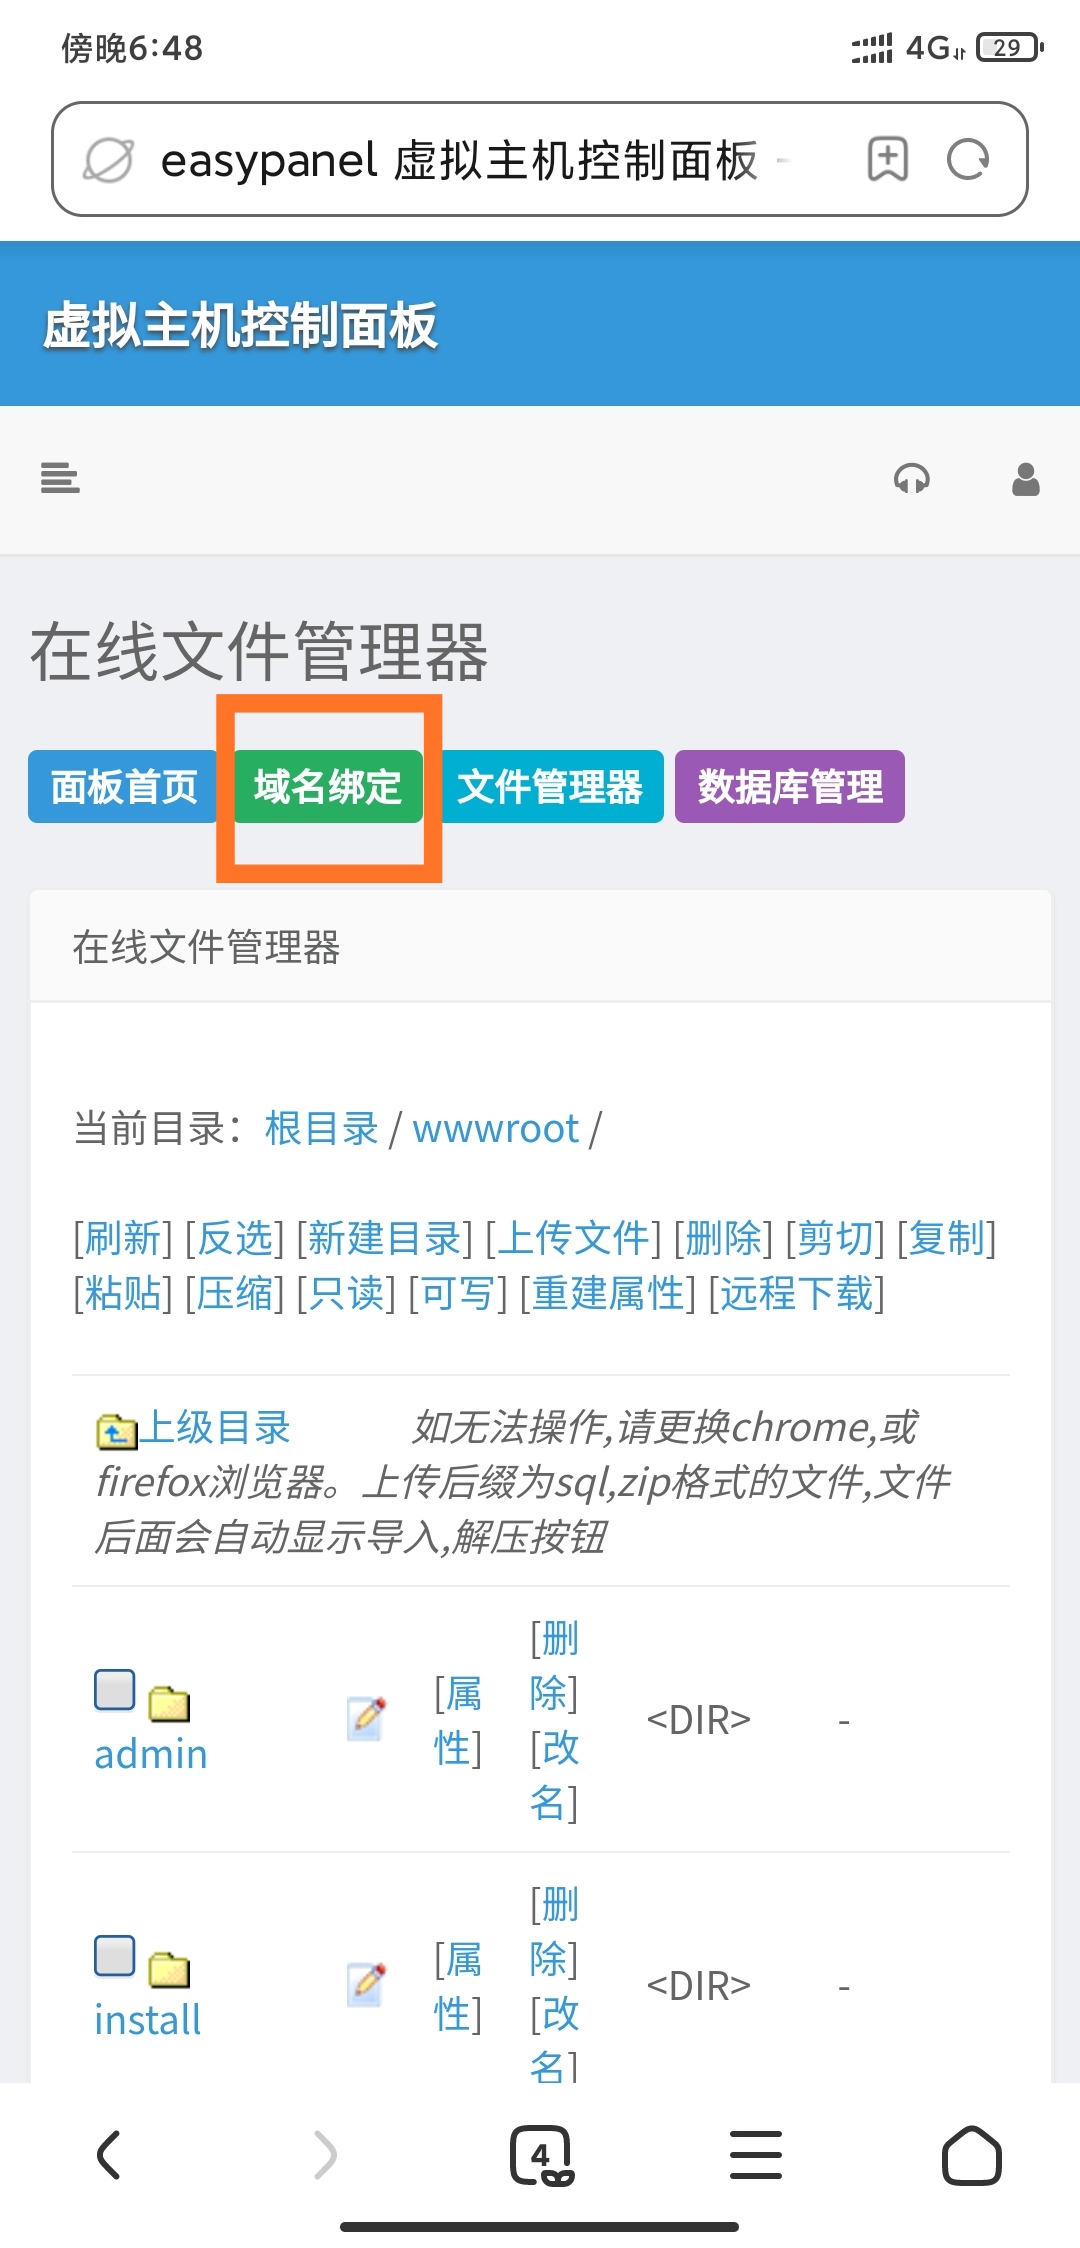 傍晚6:48
4G
29
easypanel 虚拟主机控制面板 -
虚拟主机控制面板
在线文件管理器
面板首页
域名绑定
文件管理器
数据库管理
在线文件管理器
当前目录：根目录 / wwwroot /
[刷新] [反选] [新建目录] [上传文件] [删除] [剪切] [复制]
[粘贴] [压缩] [只读] [可写] [重建属性] [远程下载]
上级目录 如无法操作,请更换chrome,或
firefox浏览器。上传后缀为sql,zip格式的文件,文件
后面会自动显示导入,解压按钮
admin
[属
性]
[删
除]
[改
名]
<DIR>
-
install
[属
性]
[删
除]
[改
名]
<DIR>
-
4